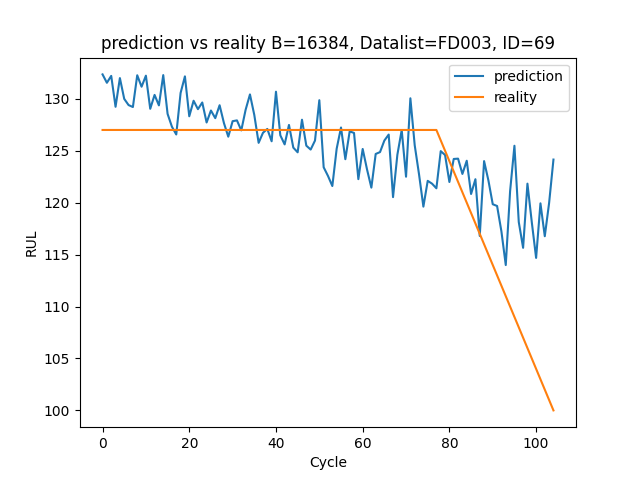 prediction vs reality B=16384, Datalist=FD003, ID=69
prediction
reality
130
125
120
115
110
105
100
RUL
0 20 40 60 80 100
Cycle